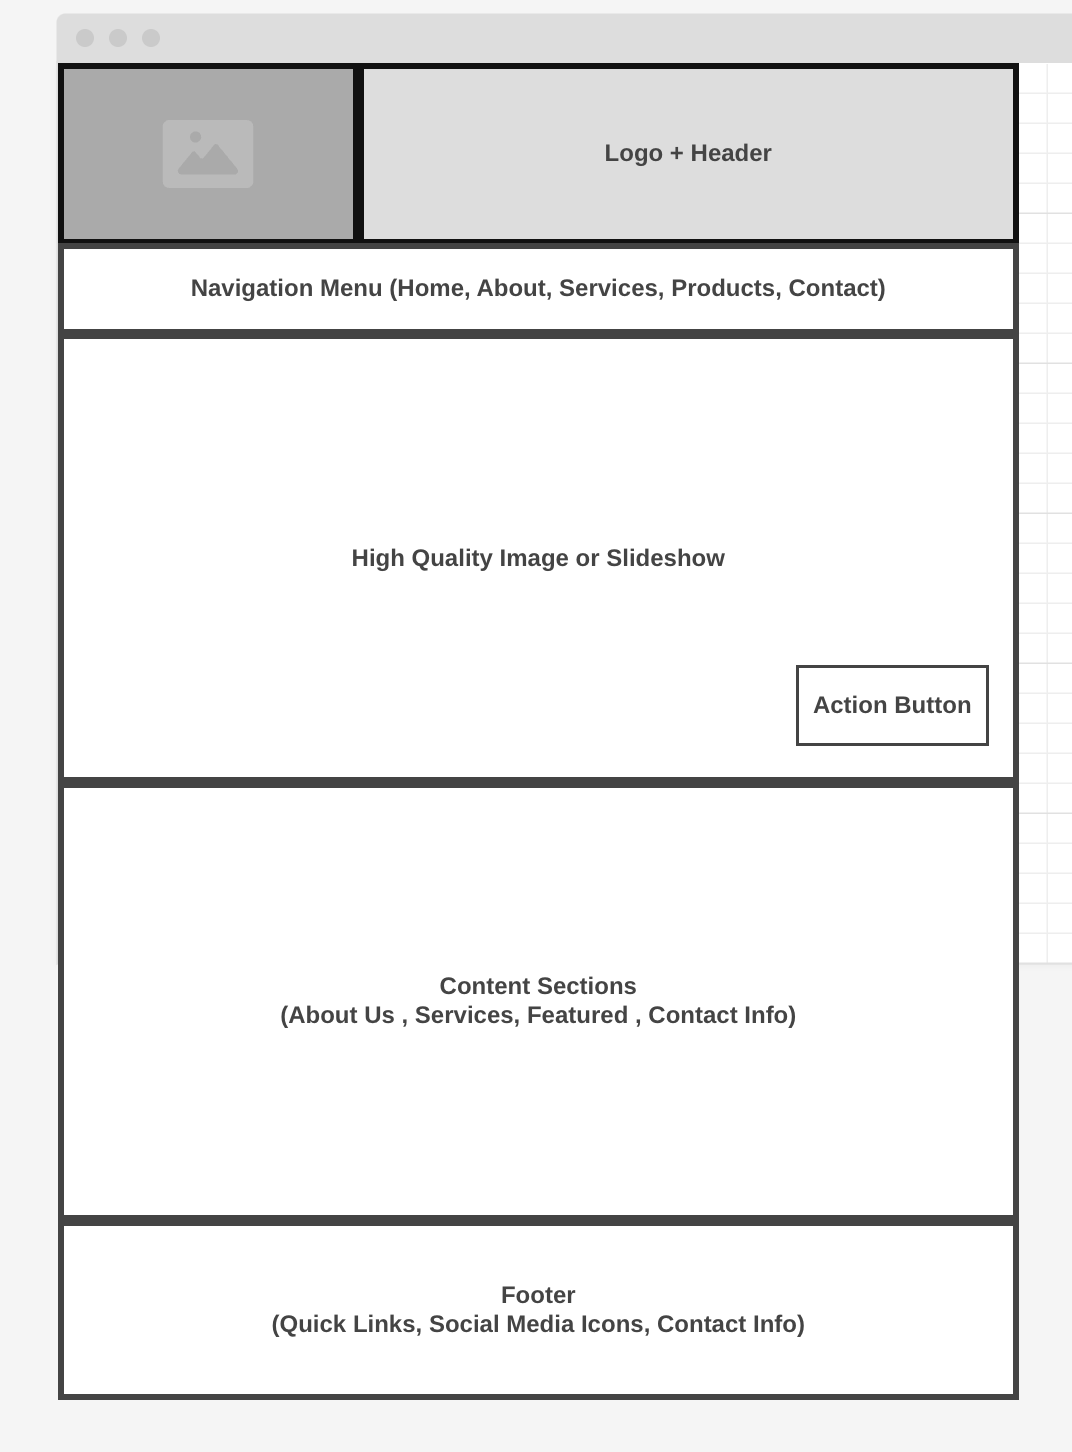 Logo + Header
Navigation Menu (Home, About, Services, Products, Contact)
High Quality Image or Slideshow
Action Button
Content Sections
(About Us , Services, Featured , Contact Info)
Footer
(Quick Links, Social Media Icons, Contact Info)